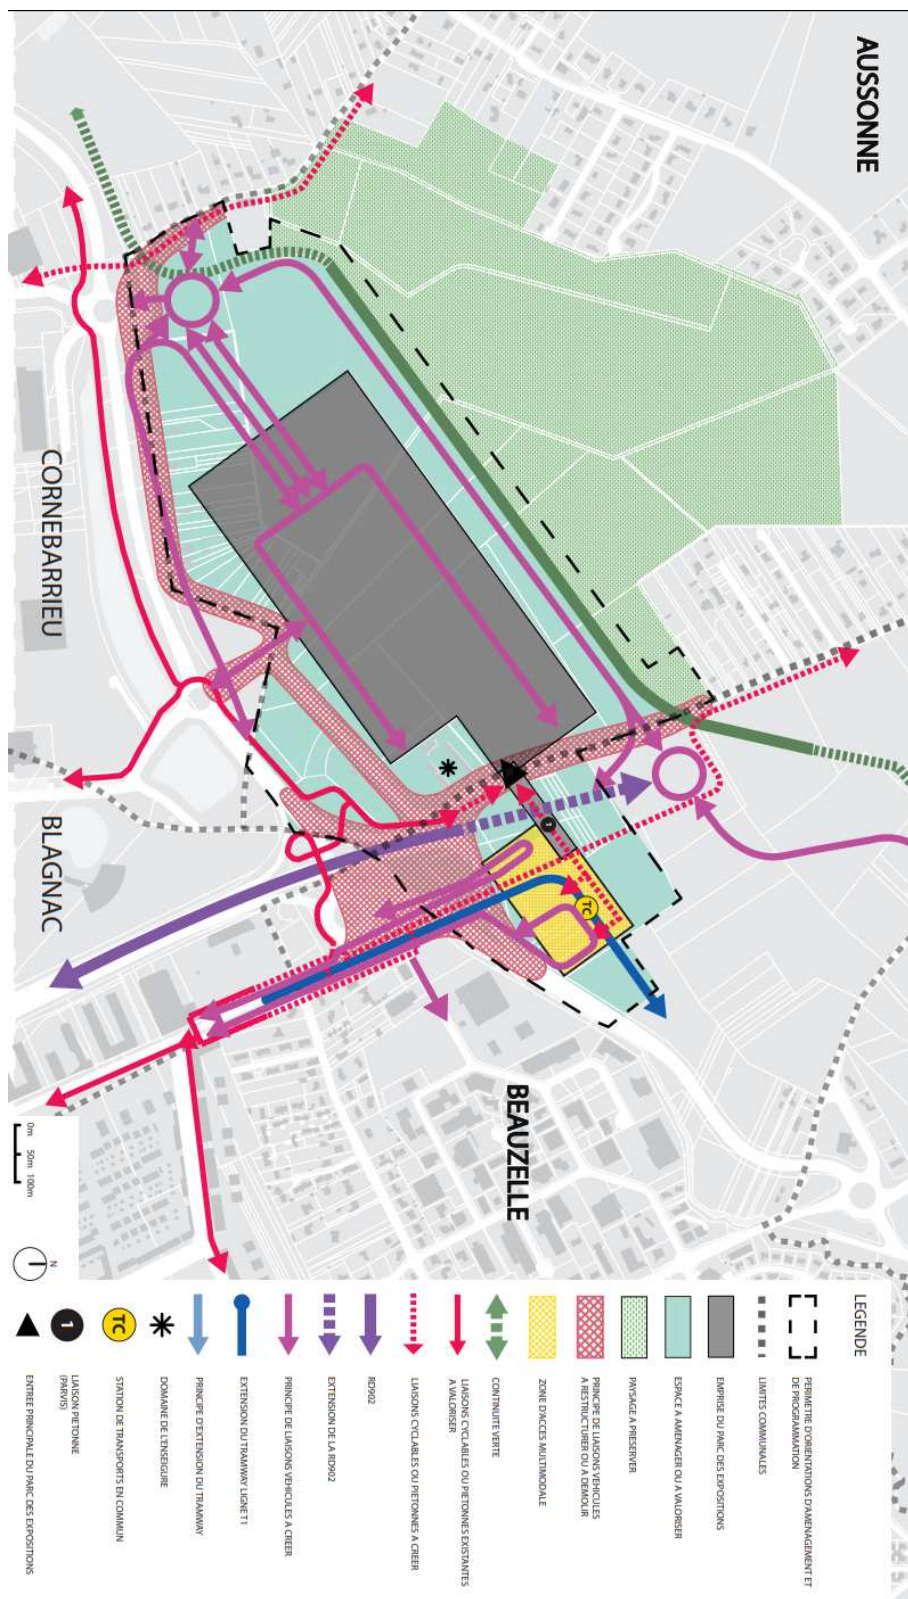 AUSSONNE
CORNEBARRIEU
BLAGNAC
BEAUZELLE
1
TC
0m 50m 100m
N
LEGENDE
PERIMETRE D'ORIENTATIONS D'AMENAGEMENT ET
DE PROGRAMMATION
LIMITES COMMUNALES
EMPRISE DU PARC DES EXPOSITIONS
ESPACE A AMENAGER OU A VALORISER
PAYSAGE A PRESERVER
PRINCIPE DE LIAISONS VEHICULES
A RESTRUCTURER OU A DEMOLIR
ZONE D'ACCES MULTIMODALE
CONTINUITE VERTE
LIAISONS CYCLABLES OU PIETONNES EXISTANTES
A VALORISER
LIAISONS CYCLABLES OU PIETONNES A CREER
RD902
EXTENSION DE LA RD902
PRINCIPE DE LIAISONS VEHICULES A CREER
EXTENSION DU TRAMWAY LIGNE T1
PRINCIPE D'EXTENSION DU TRAMWAY
DOMAINE DE L'ENSEIGURE
TC
STATION DE TRANSPORTS EN COMMUN
1
LIAISON PIETONNE
(PARVIS)
ENTREE PRINCIPALE DU PARC DES EXPOSITIONS